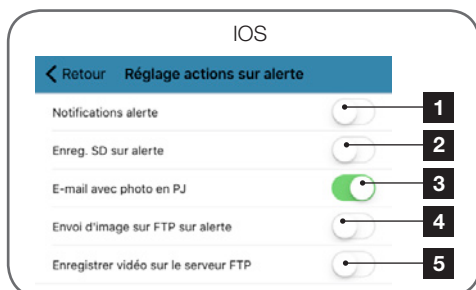 IOS
Retour Réglage actions sur alerte
Notifications alerte 1
Enreg. SD sur alerte 2
E-mail avec photo en PJ 3
Envoi d'image sur FTP sur alerte 4
Enregistrer vidéo sur le serveur FTP 5